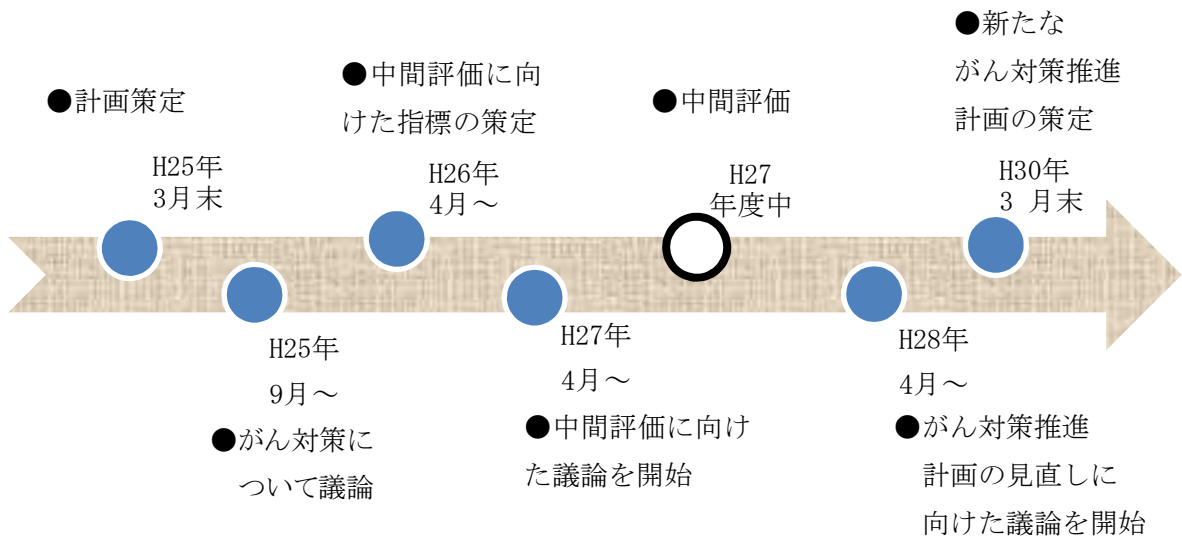 ●計画策定
H25年
3月末
H25年
9月～
●がん対策に
ついて議論
●中間評価に向
けた指標の策定
H26年
4月～
H27年
4月～
●中間評価に向け
た議論を開始
●中間評価
H27
年度中
H28年
4月～
●がん対策推進
計画の見直しに
向けた議論を開始
●新たな
がん対策推進
計画の策定
H30年
3 月末